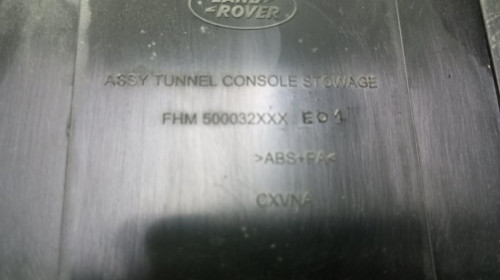 LAND
ROVER
ASSY TUNNEL CONSOLE STOWAGE
FHM 500032XXX E01
>ABS+PA<
CXVNA